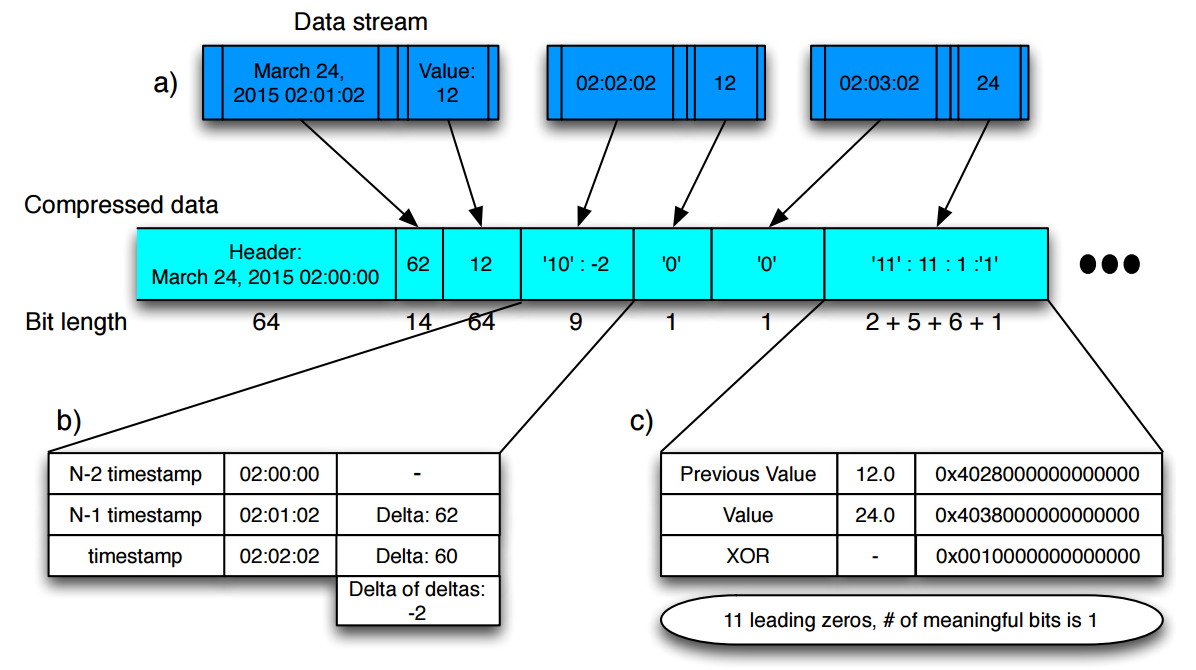 Data stream
a)
March 24,
2015 02:01:02
Value:
12
02:02:02
12
02:03:02
24
Compressed data
Header:
March 24, 2015 02:00:00
62
12
'10' : -2
'0'
'0'
'11' : 11 : 1 :'1'
Bit length
64
14
64
9
1
1
2 + 5 + 6 + 1
b)
N-2 timestamp
02:00:00
-
N-1 timestamp
02:01:02
Delta: 62
timestamp
02:02:02
Delta: 60
Delta of deltas:
-2
c)
Previous Value
12.0
0x4028000000000000
Value
24.0
0x4038000000000000
XOR
-
0x0010000000000000
11 leading zeros, # of meaningful bits is 1